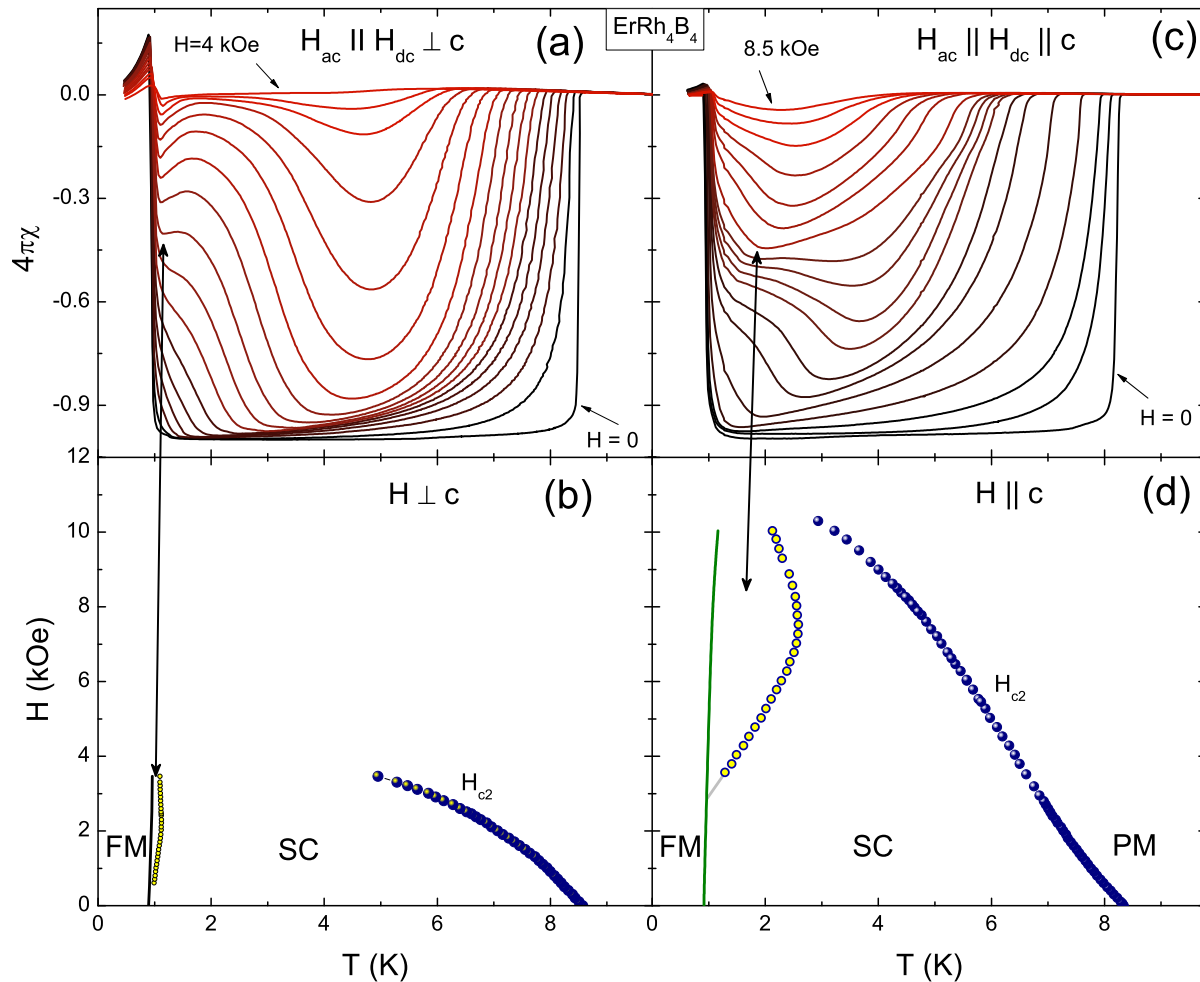 ErRh4B4
Hac || Hdc ⊥ c
(a)
H=4 kOe
0.0
-0.3
-0.6
-0.9
4πχ
H = 0
Hac || Hdc || c
(c)
8.5 kOe
H = 0
H ⊥ c
(b)
12
10
8
6
4
2
0
H (kOe)
Hc2
FM
SC
0
2
4
6
8
T (K)
H || c
(d)
Hc2
FM
SC
PM
0
2
4
6
8
T (K)